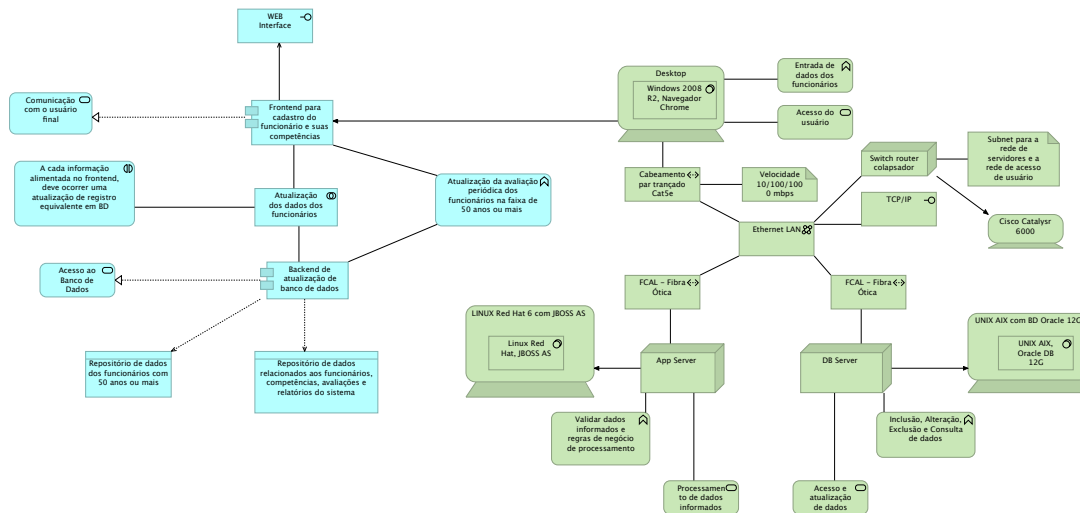 WEB
Interface
Comunicação
com o usuário
final
Frontend para
cadastro do
funcionário e suas
competências
A cada informação
alimentada no frontend,
deve ocorrer uma
atualização de registro
equivalente em BD
Atualização
dos dados dos
funcionários
Atualização da avaliação
periódica dos
funcionários na faixa de
50 anos ou mais
Acesso ao
Banco de
Dados
Backend de
atualização de
banco de dados
Repositório de dados
dos funcionários com
50 anos ou mais
Repositório de dados
relacionados aos funcionários,
competências, avaliações e
relatórios do sistema
Desktop
Windows 2008
R2, Navegador
Chrome
Entrada de
dados dos
funcionários
Acesso do
usuário
Cabeamento
par trançado
Cat5e
Velocidade
10/100/100
0 mbps
Switch router
colapsador
Subnet para a
rede de
servidores e a
rede de acesso
de usuário
TCP/IP
Cisco Catalysr
6000
Ethernet LAN
FCAL - Fibra
Ótica
FCAL - Fibra
Ótica
LINUX Red Hat 6 com JBOSS AS
Linux Red
Hat, JBOSS AS
App Server
DB Server
UNIX AIX com BD Oracle 12G
UNIX AIX,
Oracle DB
12G
Validar dados
informados e
regras de negócio
de processamento
Processamen
to de dados
informados
Inclusão, Alteração,
Exclusão e Consulta
de dados
Acesso e
atualização
de dados